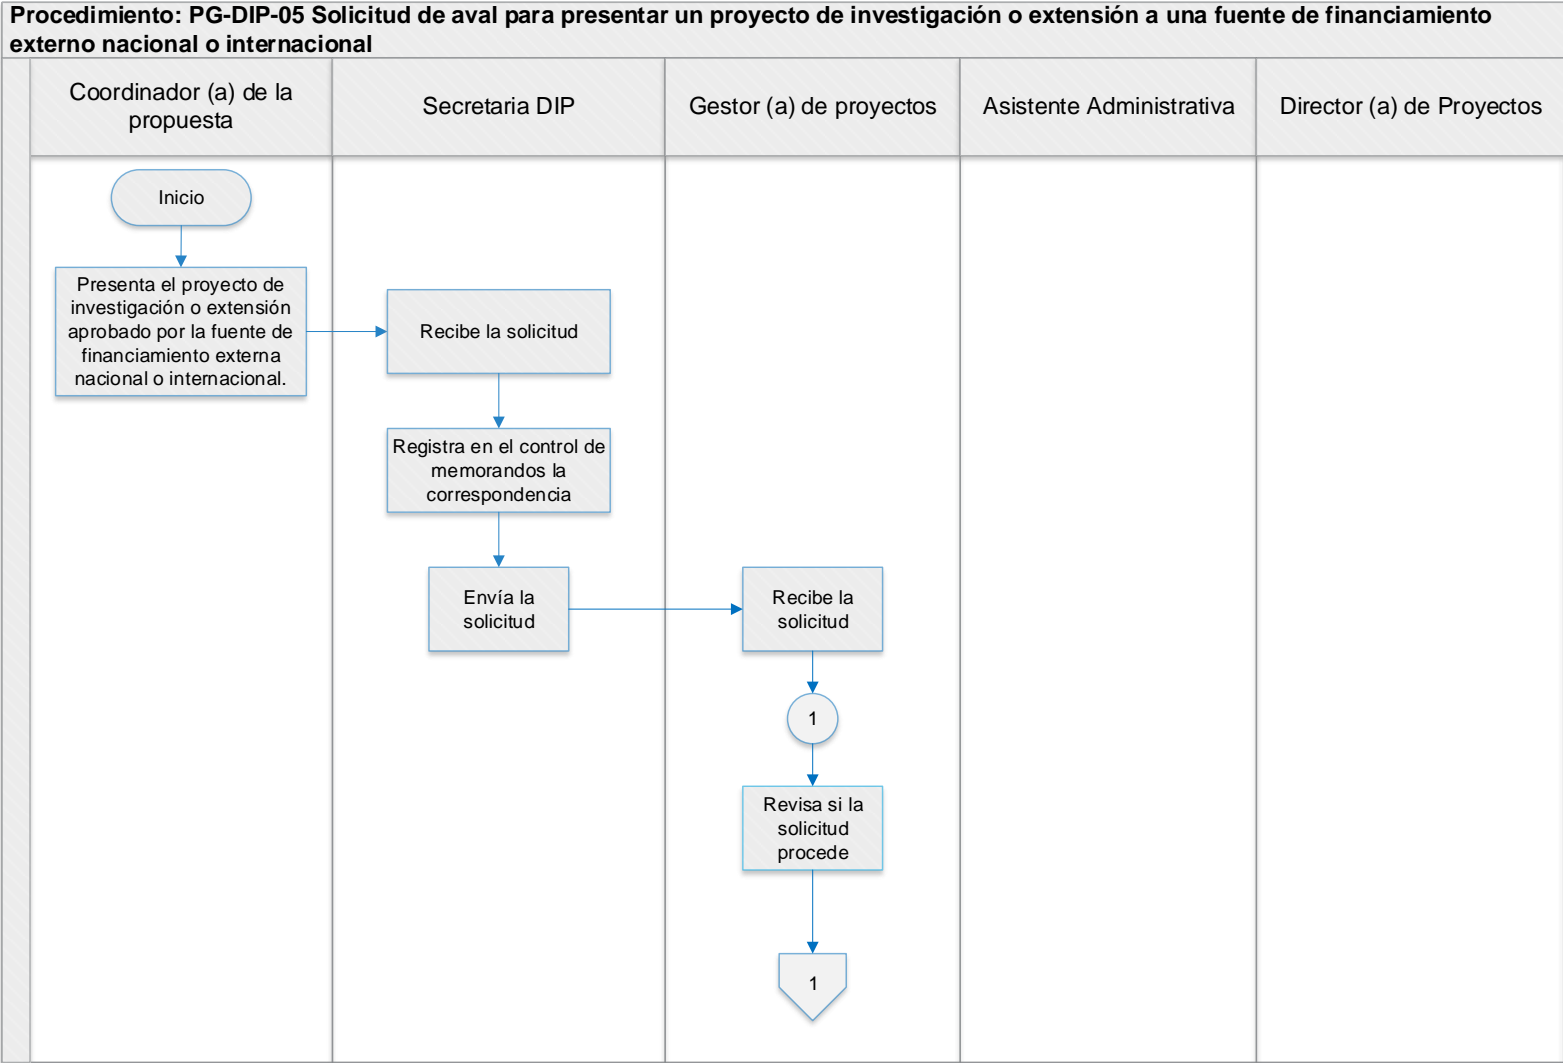 Procedimiento: PG-DIP-05 Solicitud de aval para presentar un proyecto de investigación o extensión a una fuente de financiamiento
externo nacional o internacional
Coordinador (a) de la
propuesta
Secretaria DIP
Gestor (a) de proyectos
Asistente Administrativa
Director (a) de Proyectos
Inicio
Presenta el proyecto de
investigación o extensión
aprobado por la fuente de
financiamiento externa
nacional o internacional.
Recibe la solicitud
Registra en el control de
memorandos la
correspondencia
Envía la
solicitud
Recibe la
solicitud
1
Revisa si la
solicitud
procede
1